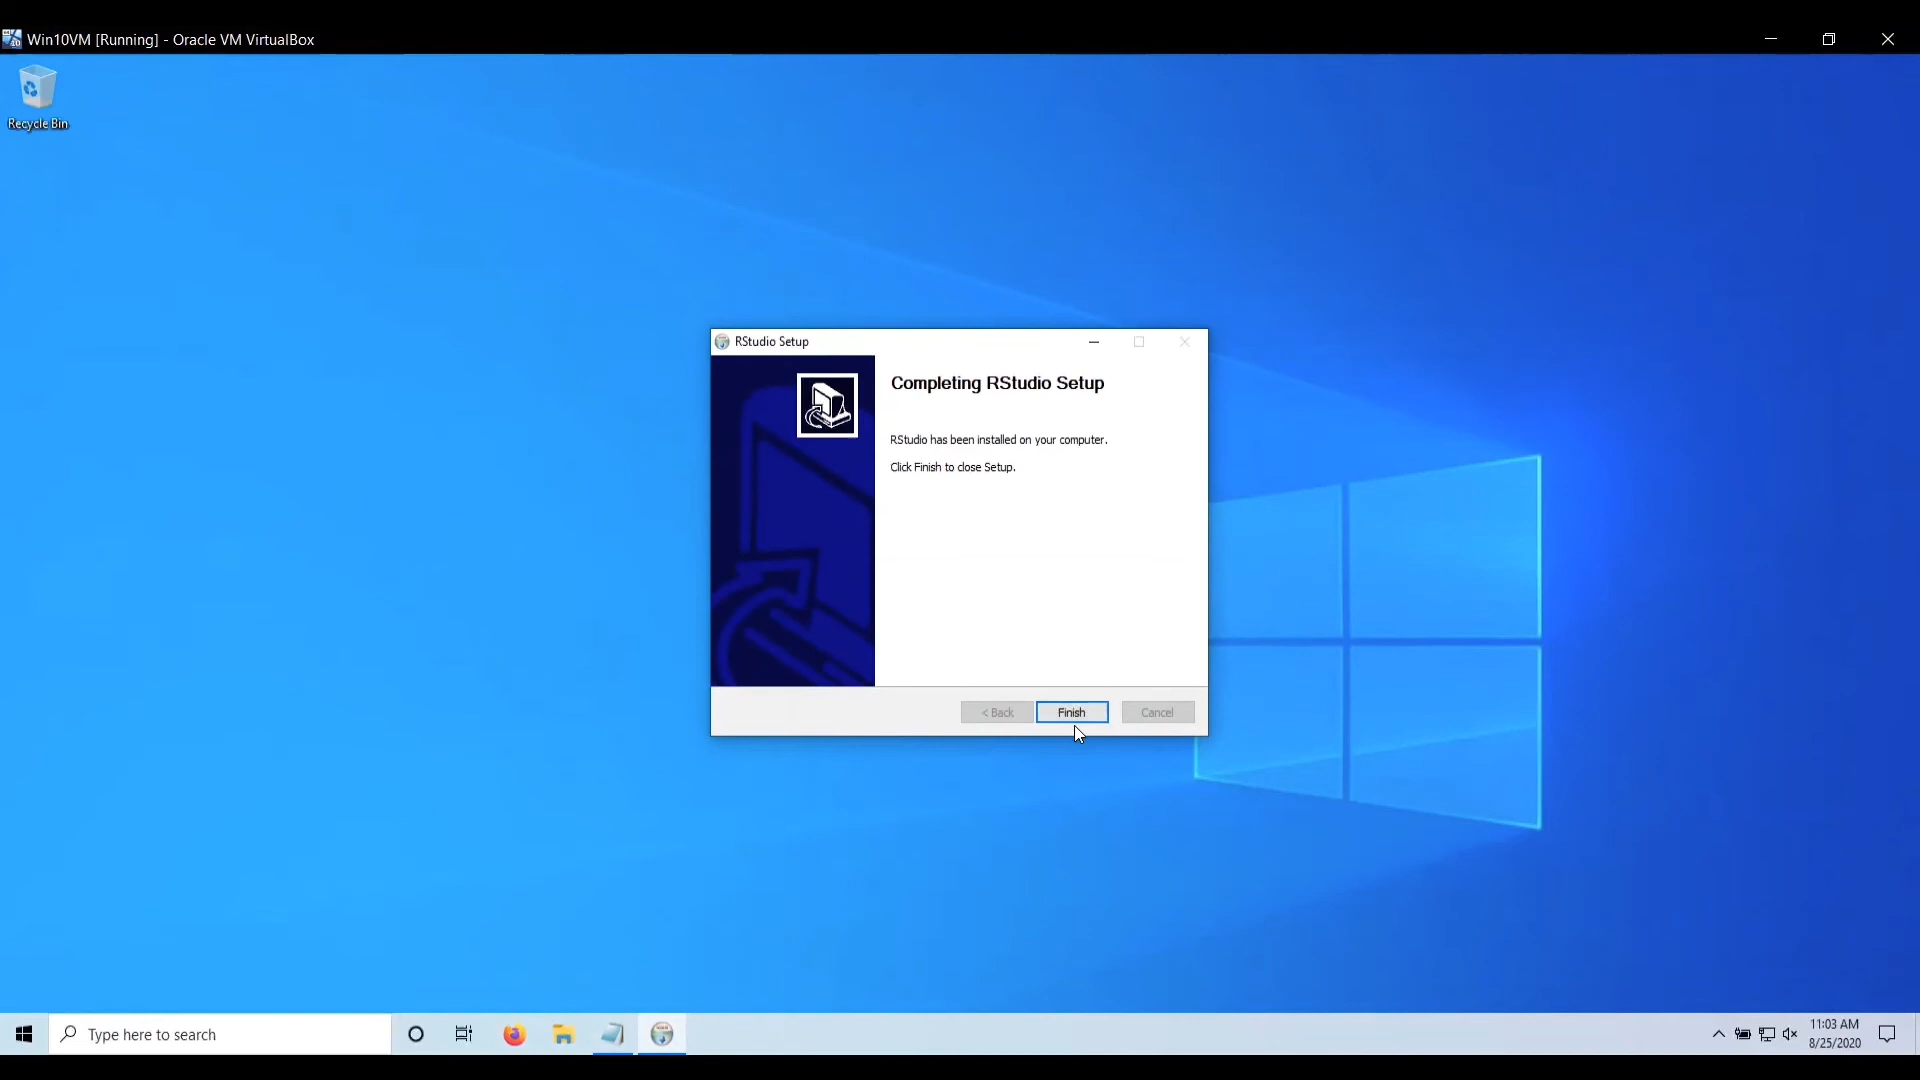 Win10VM [Running] - Oracle VM VirtualBox
Recycle Bin
RStudio Setup
Completing RStudio Setup
RStudio has been installed on your computer.
Click Finish to close Setup.
< Back
Finish
Cancel
Type here to search
11:03 AM
8/25/2020